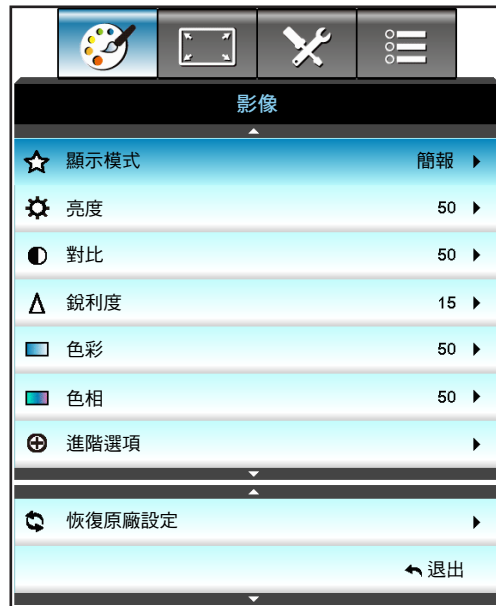 影像
顯示模式 簡報
亮度 50
對比 50
銳利度 15
色彩 50
色相 50
進階選項
恢復原廠設定
退出